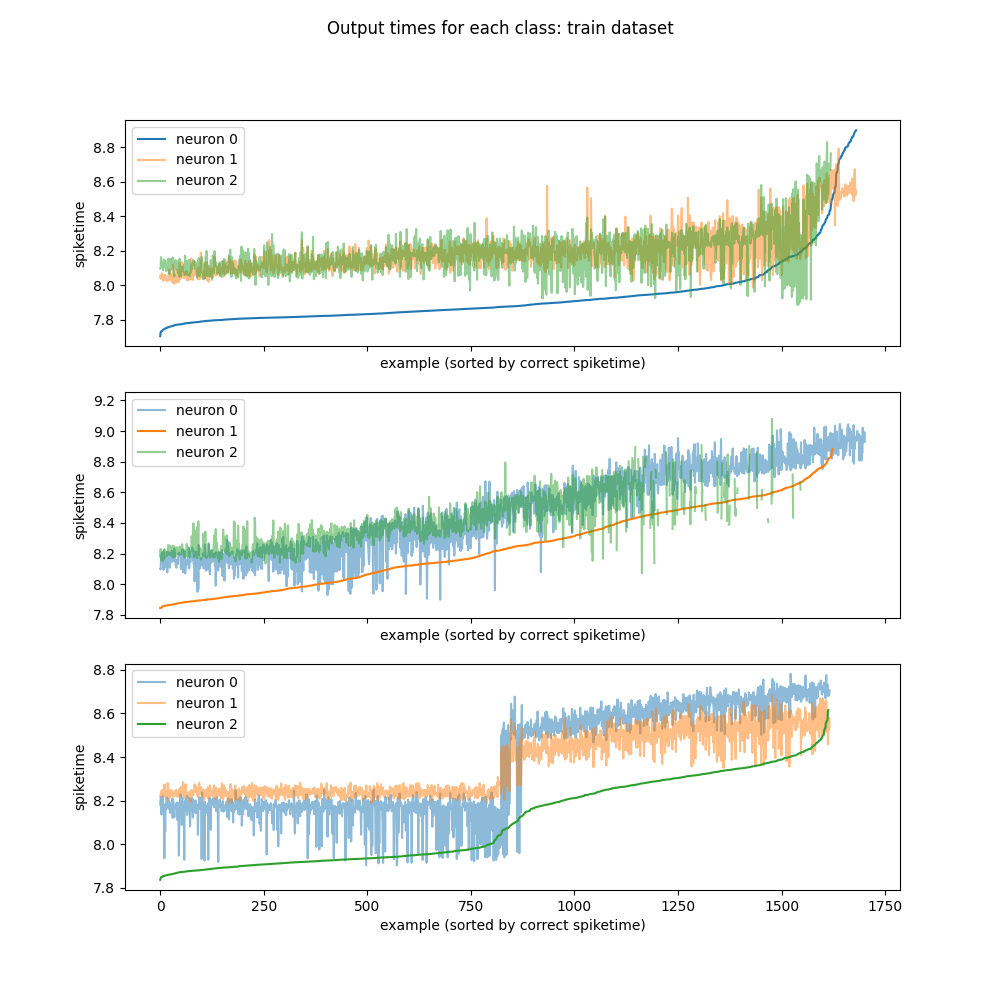 Output times for each class: train dataset
neuron 0
neuron 1
neuron 2
8.8
8.6
8.4
8.2
8.0
7.8
spiketime
example (sorted by correct spiketime)
neuron 0
neuron 1
neuron 2
9.2
9.0
8.8
8.6
8.4
8.2
8.0
7.8
spiketime
example (sorted by correct spiketime)
neuron 0
neuron 1
neuron 2
8.8
8.6
8.4
8.2
8.0
7.8
spiketime
0 250 500 750 1000 1250 1500 1750
example (sorted by correct spiketime)